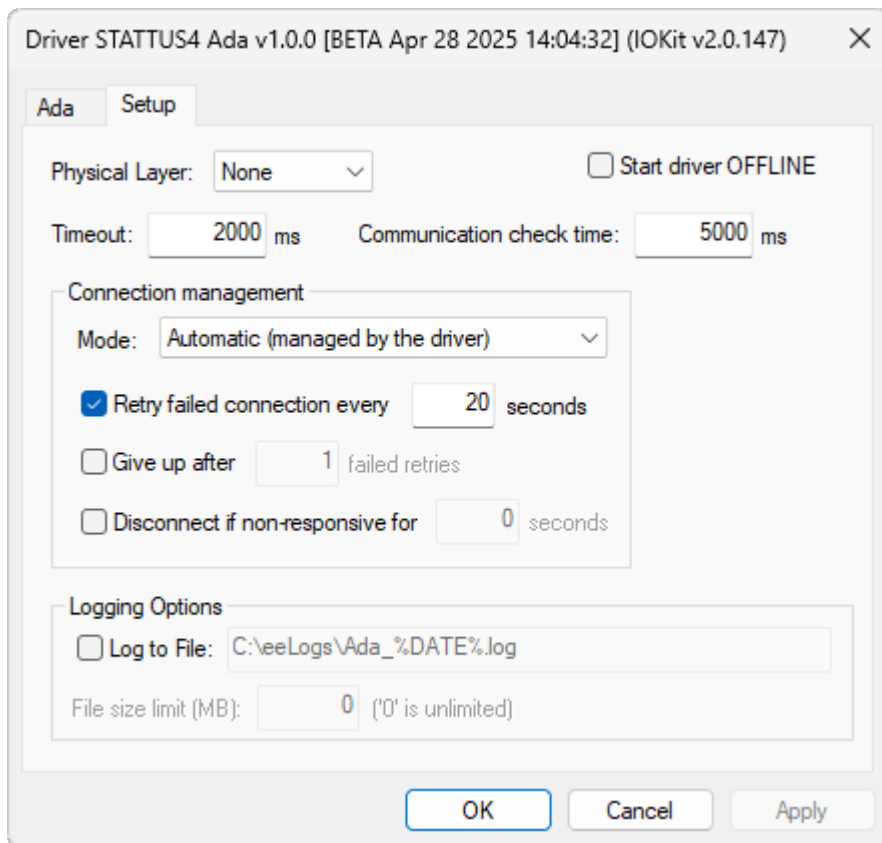 Driver STATTUS4 Ada v1.0.0 [BETA Apr 28 2025 14:04:32] (IOKit v2.0.147)
Ada Setup
Physical Layer: None Start driver OFFLINE
Timeout: 2000 ms Communication check time: 5000 ms
Connection management
Mode: Automatic (managed by the driver)
Retry failed connection every 20 seconds
Give up after 1 failed retries
Disconnect if non-responsive for 0 seconds
Logging Options
Log to File: C:\eeLogs\Ada_%DATE%.log
File size limit (MB): 0 ('0' is unlimited)
OK Cancel Apply